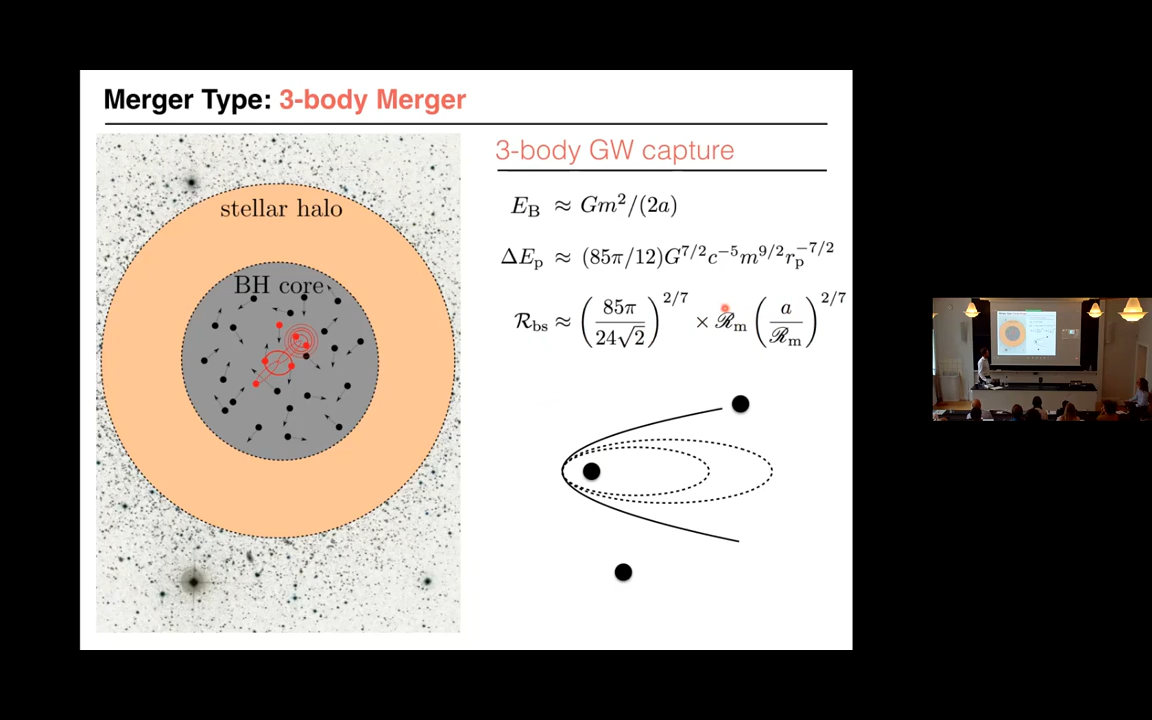 Merger Type: 3-body Merger
stellar halo
BH core
3-body GW capture
E_B ≈ Gm²/(2a)
ΔE_p ≈ (85π/12)G^{7/2}c^{-5}m^{9/2}r_p^{-7/2}
ℛ_bs ≈ (85π/24√2)^{2/7} × ℛ_m (a/ℛ_m)^{2/7}